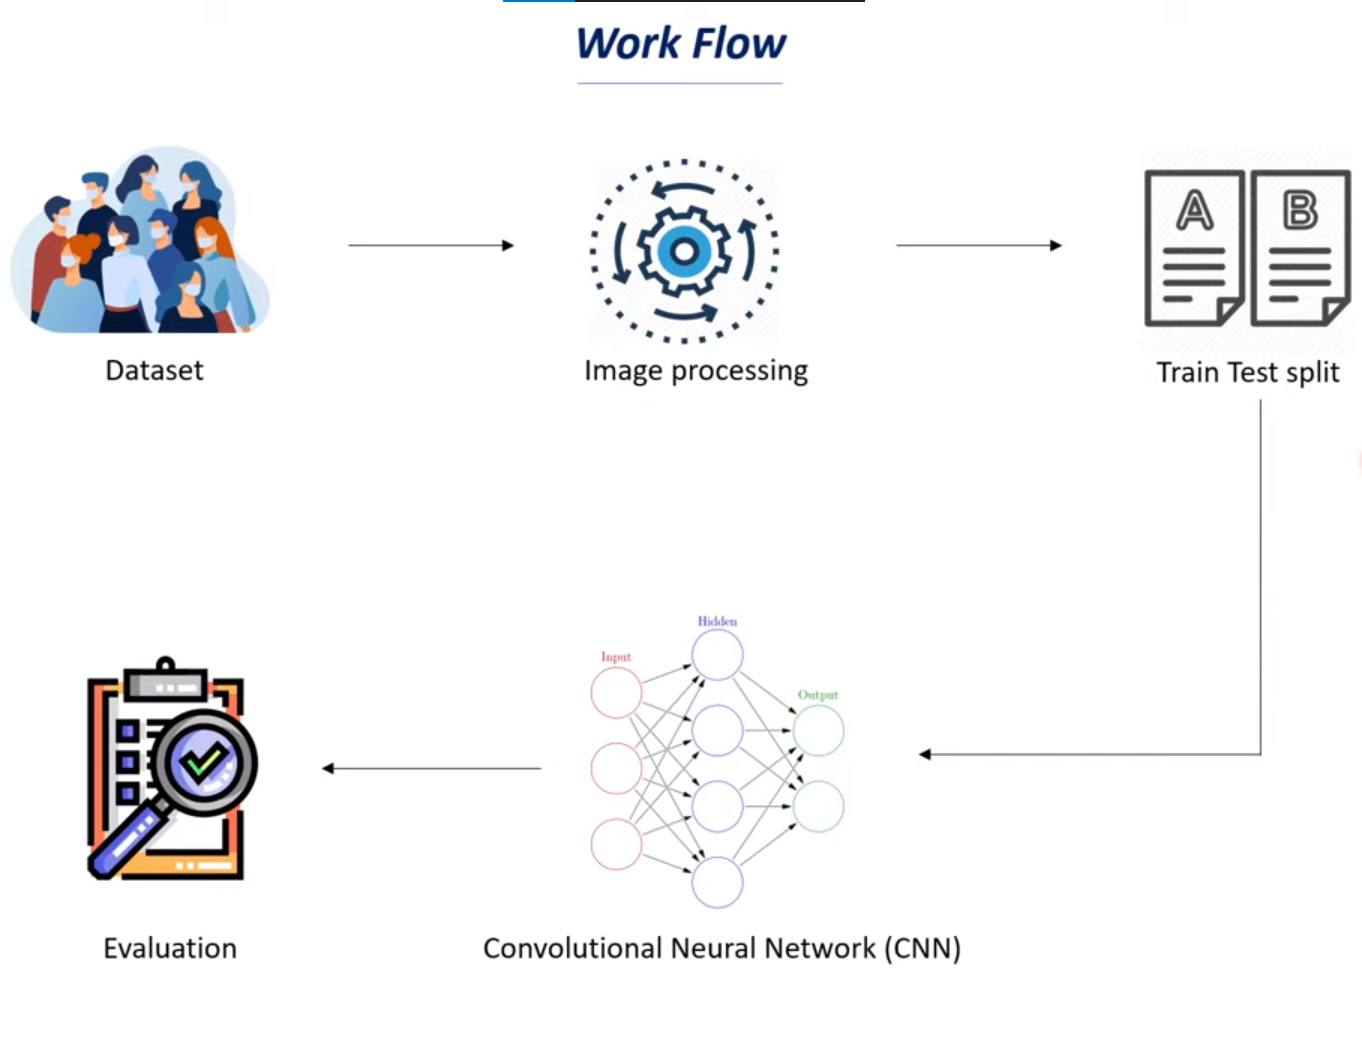 Work Flow
Dataset
Image processing
A
B
Train Test split
Hidden
Input
Output
Evaluation
Convolutional Neural Network (CNN)